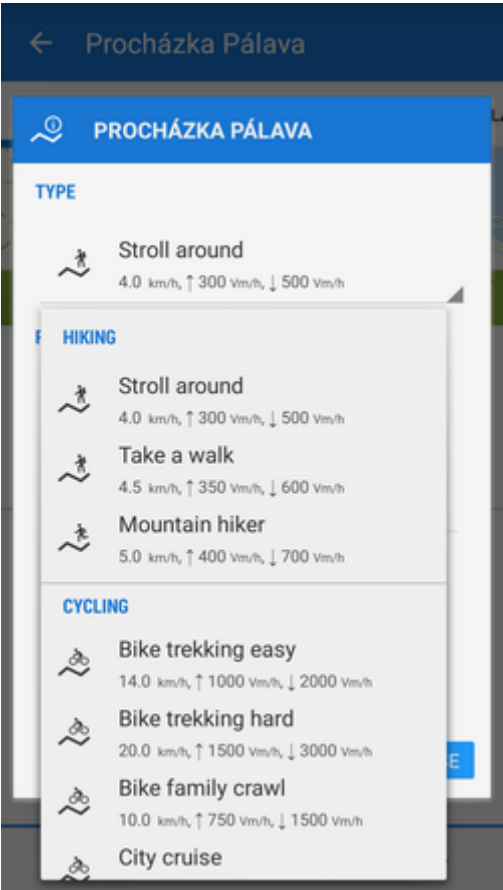 Procházka Pálava
PROCHÁZKA PÁLAVA
TYPE
Stroll around
4.0 km/h, ↑ 300 Vm/h, ↓ 500 Vm/h
HIKING
Stroll around
4.0 km/h, ↑ 300 Vm/h, ↓ 500 Vm/h
Take a walk
4.5 km/h, ↑ 350 Vm/h, ↓ 600 Vm/h
Mountain hiker
5.0 km/h, ↑ 400 Vm/h, ↓ 700 Vm/h
CYCLING
Bike trekking easy
14.0 km/h, ↑ 1000 Vm/h, ↓ 2000 Vm/h
Bike trekking hard
20.0 km/h, ↑ 1500 Vm/h, ↓ 3000 Vm/h
Bike family crawl
10.0 km/h, ↑ 750 Vm/h, ↓ 1500 Vm/h
City cruise